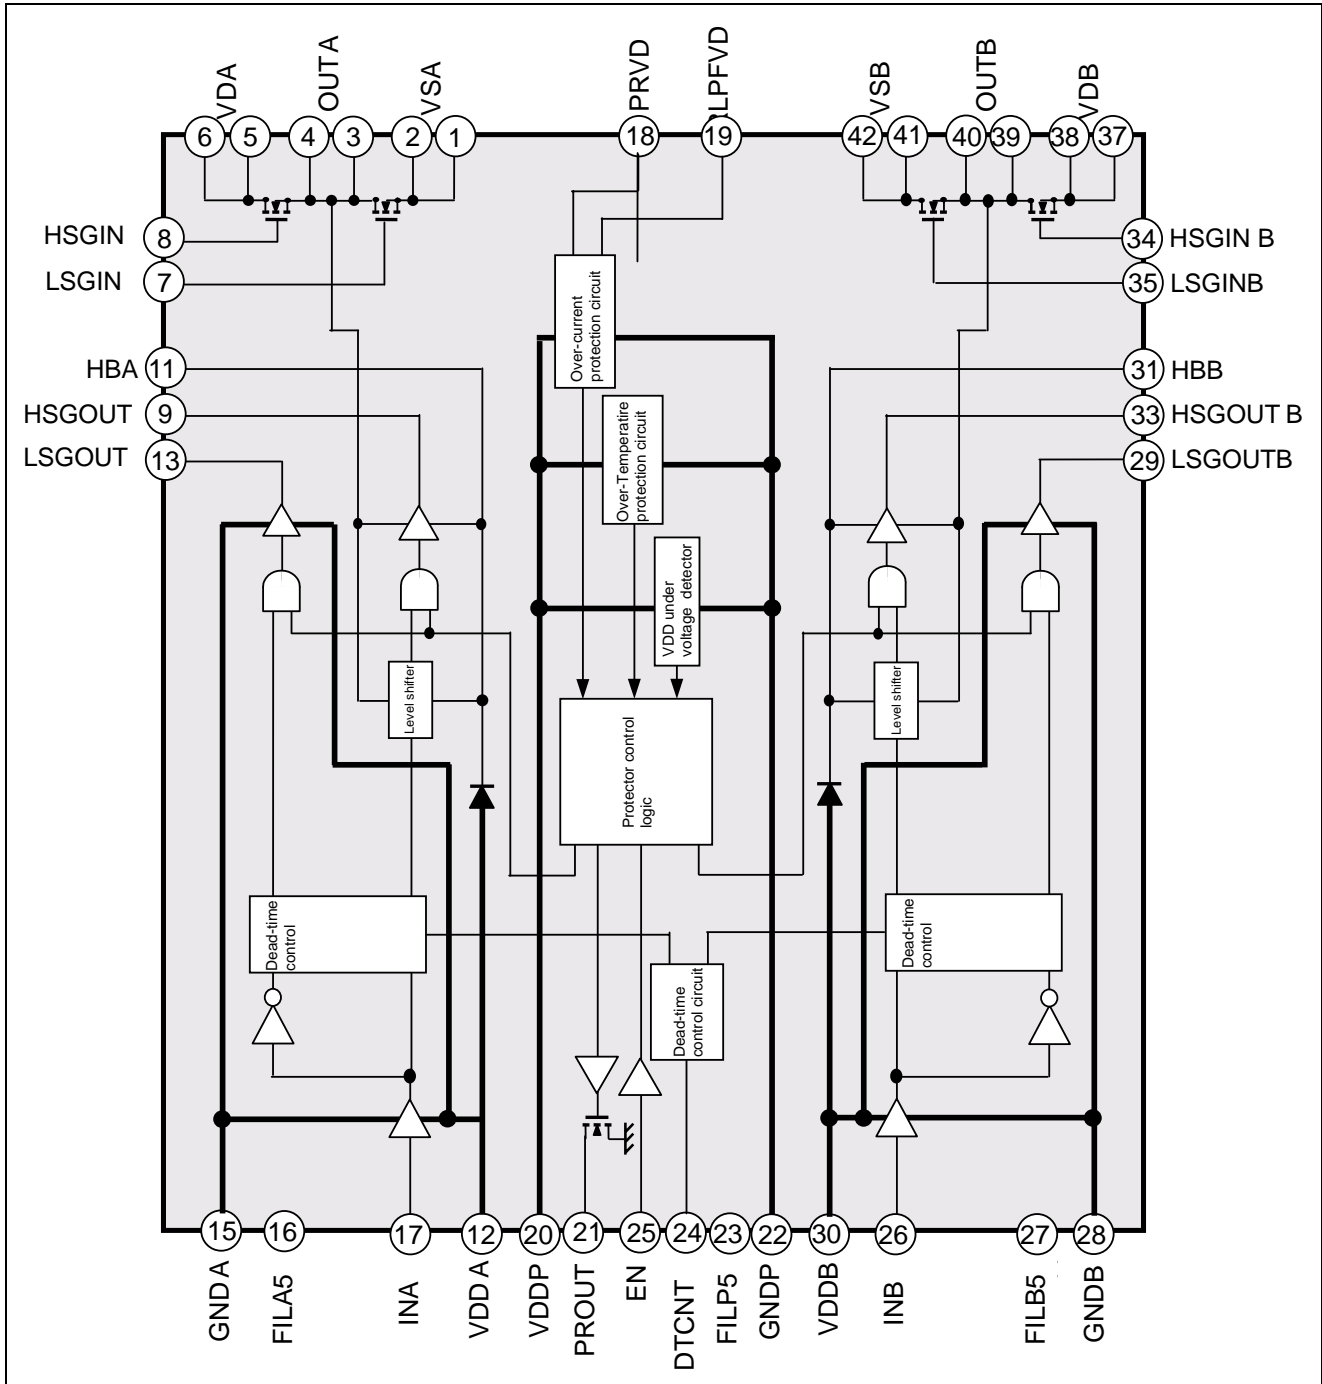 VDA
OUT A
VSA
PRVD
LPFVD
VSB
OUTB
VDB
6 5 4 3 2 1 18 19 42 41 40 39 38 37
HSGIN 8
34 HSGIN B
LSGIN 7
35 LSGINB
HBA 11
31 HBB
HSGOUT 9
33 HSGOUT B
LSGOUT 13
29 LSGOUTB
Over-current
protection circuit
Over-Temperatire
protection circuit
VDD under
voltage detector
Level shifter
Level shifter
Protector control
logic
Dead-time
control
Dead-time
control
Dead-time
control circuit
15 16 17 12 20 21 25 24 23 22 30 26 27 28
GND A
FILA5
INA
VDD A
VDDP
PROUT
EN
DTCNT
FILP5
GNDP
VDDB
INB
FILB5
GNDB